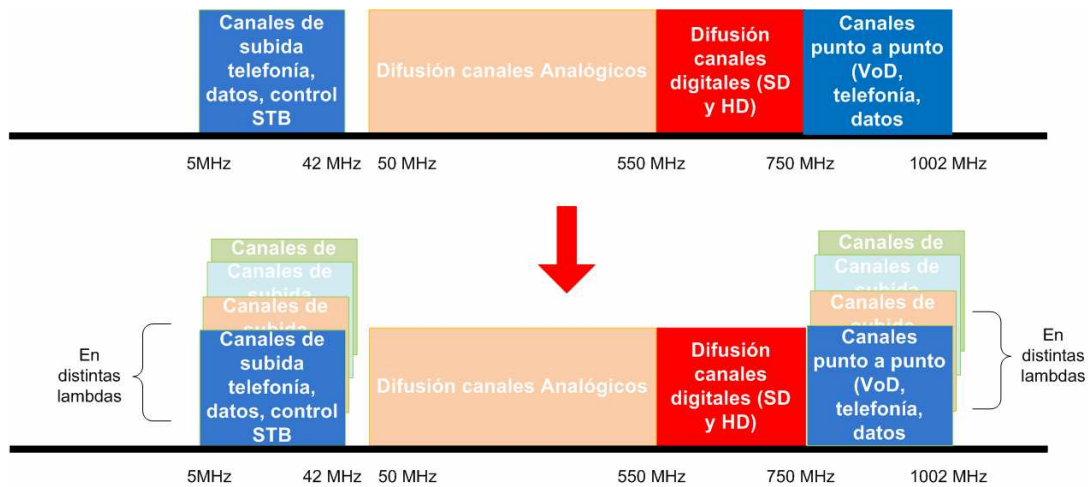 Canales de
subida
telefonía,
datos, control
STB
Difusión canales Analógicos
Difusión
canales
digitales (SD
y HD)
Canales
punto a punto
(VoD,
telefonía,
datos
5MHz
42 MHz
50 MHz
550 MHz
750 MHz
1002 MHz
Canales de
Canales de
subida
Canales de
subida
Canales de
subida
telefonía,
datos, control
STB
En
distintas
lambdas
Difusión canales Analógicos
Difusión
canales
digitales (SD
y HD)
Canales de
Canales de
subida
Canales de
subida
Canales
punto a punto
(VoD,
telefonía,
datos
En
distintas
lambdas
5MHz
42 MHz
50 MHz
550 MHz
750 MHz
1002 MHz